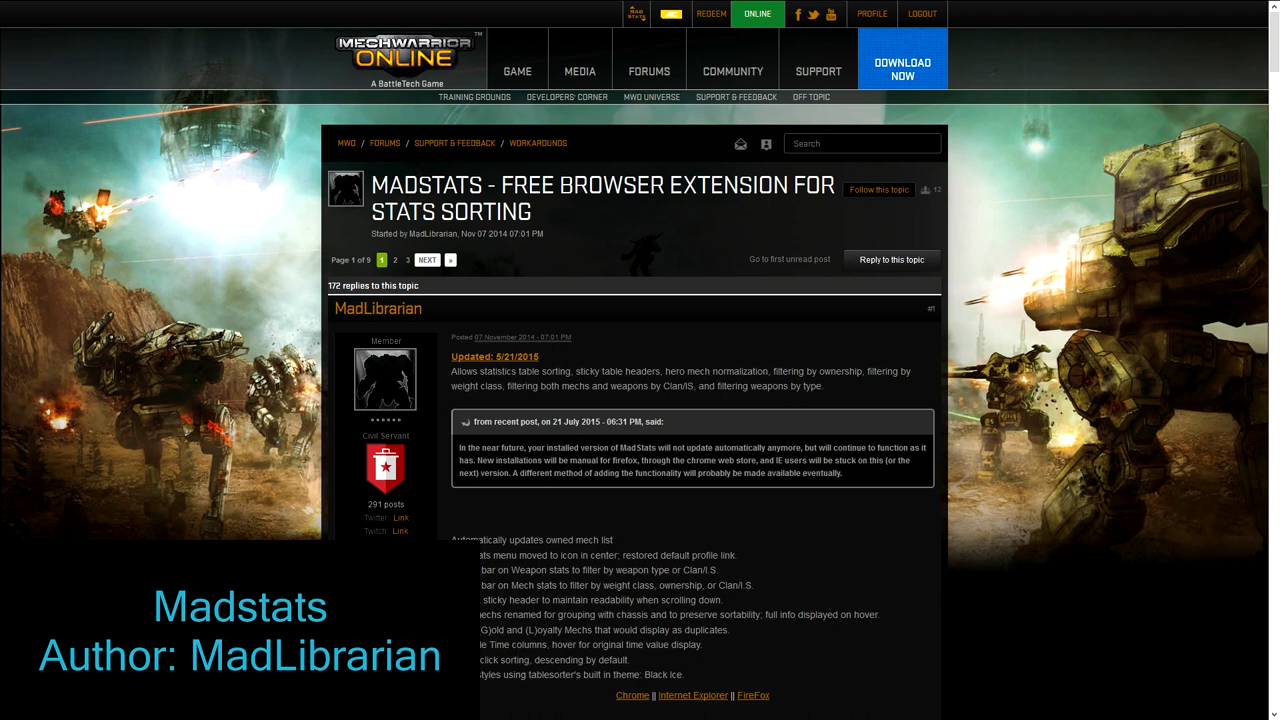 MAD STATS
REDEEM
ONLINE
PROFILE
LOGOUT
MECHWARRIOR TM
ONLINE
A BattleTech Game
GAME
MEDIA
FORUMS
COMMUNITY
SUPPORT
DOWNLOAD
NOW
TRAINING GROUNDS
DEVELOPERS' CORNER
MWO UNIVERSE
SUPPORT & FEEDBACK
OFF TOPIC
MWO / FORUMS / SUPPORT & FEEDBACK / WORKAROUNDS
Search
MADSTATS - FREE BROWSER EXTENSION FOR
STATS SORTING
Started by MadLibrarian, Nov 07 2014 07:01 PM
Follow this topic
12
Page 1 of 9 1 2 3 NEXT »
Go to first unread post
Reply to this topic
172 replies to this topic
MadLibrarian
#1
Member
Civil Servant
291 posts
Twitter: Link
Twitch: Link
Posted 07 November 2014 - 07:01 PM
Updated: 5/21/2015
Allows statistics table sorting, sticky table headers, hero mech normalization, filtering by ownership, filtering by
weight class, filtering both mechs and weapons by Clan/IS, and filtering weapons by type.
from recent post, on 21 July 2015 - 06:31 PM, said:
In the near future, your installed version of MadStats will not update automatically anymore, but will continue to function as it
has. New installations will be manual for firefox, through the chrome web store, and IE users will be stuck on this (or the
next) version. A different method of adding the functionality will probably be made available eventually.
Automatically updates owned mech list
ats menu moved to icon in center; restored default profile link.
bar on Weapon stats to filter by weapon type or Clan/I.S.
bar on Mech stats to filter by weight class, ownership, or Clan/I.S.
sticky header to maintain readability when scrolling down.
mechs renamed for grouping with chassis and to preserve sortability; full info displayed on hover.
(G)old and (L)oyalty Mechs that would display as duplicates.
le Time columns, hover for original time value display.
click sorting, descending by default.
styles using tablesorter's built in theme: Black Ice.
Chrome || Internet Explorer || FireFox
Madstats
Author: MadLibrarian